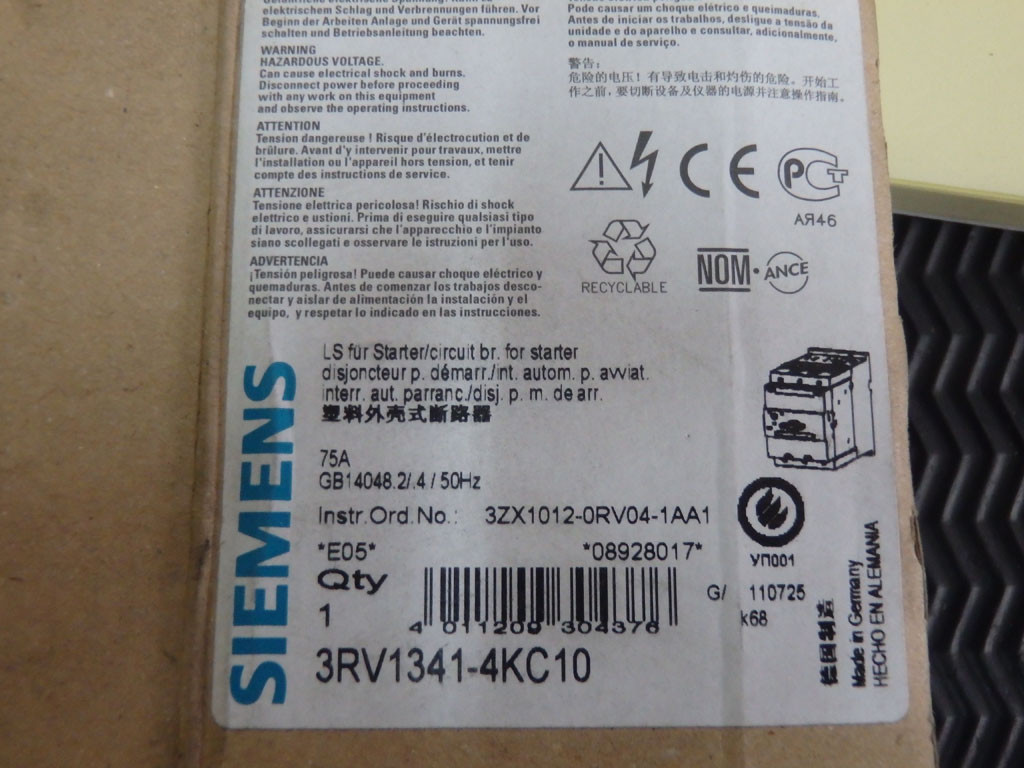 elektrischem Schlag und Verbrennungen führen. Vor
Beginn der Arbeiten Anlage und Gerät spannungsfrei
schalten und Betriebsanleitung beachten.
WARNING
HAZARDOUS VOLTAGE.
Can cause electrical shock and burns.
Disconnect power before proceeding
with any work on this equipment
and observe the operating instructions.
ATTENTION
Tension dangereuse ! Risque d'électrocution et de
brûlure. Avant d'y intervenir pour travaux, mettre
l'installation ou l'appareil hors tension, et tenir
compte des instructions de service.
ATTENZIONE
Tensione elettrica pericolosa! Rischio di shock
elettrico e ustioni. Prima di eseguire qualsiasi tipo
di lavoro, assicurarsi che l'apparecchio e l'impianto
siano scollegati e osservare le istruzioni per l'uso.
ADVERTENCIA
¡Tensión peligrosa! Puede causar choque eléctrico y
quemaduras. Antes de comenzar los trabajos desco-
nectar y aislar de alimentación la instalación y el
equipo, y respetar lo indicado en las instrucciones.
Pode causar um choque elétrico e queimaduras.
Antes de iniciar os trabalhos, desligue a tensão da
unidade e do aparelho e consultar, adicionalmente,
o manual de serviço.
警告:
危险的电压! 有导致电击和灼伤的危险。开始工
作之前, 要切断设备及仪器的电源并注意操作指南。
CE
РСТ
АЯ46
RECYCLABLE
NOM·ANCE
SIEMENS
LS für Starter/circuit br. for starter
disjoncteur p. démarr./int. autom. p. avviat.
interr. aut. parranc./disj. p. m. de arr.
塑料外壳式断路器
75A
GB14048.2/.4 / 50Hz
Instr.Ord.No.: 3ZX1012-0RV04-1AA1
*E05* *08928017*
УП001
Qty
1
4 011209 304376
G/ 110725
k68
3RV1341-4KC10
德国制造
Made in Germany
HECHO EN ALEMANIA